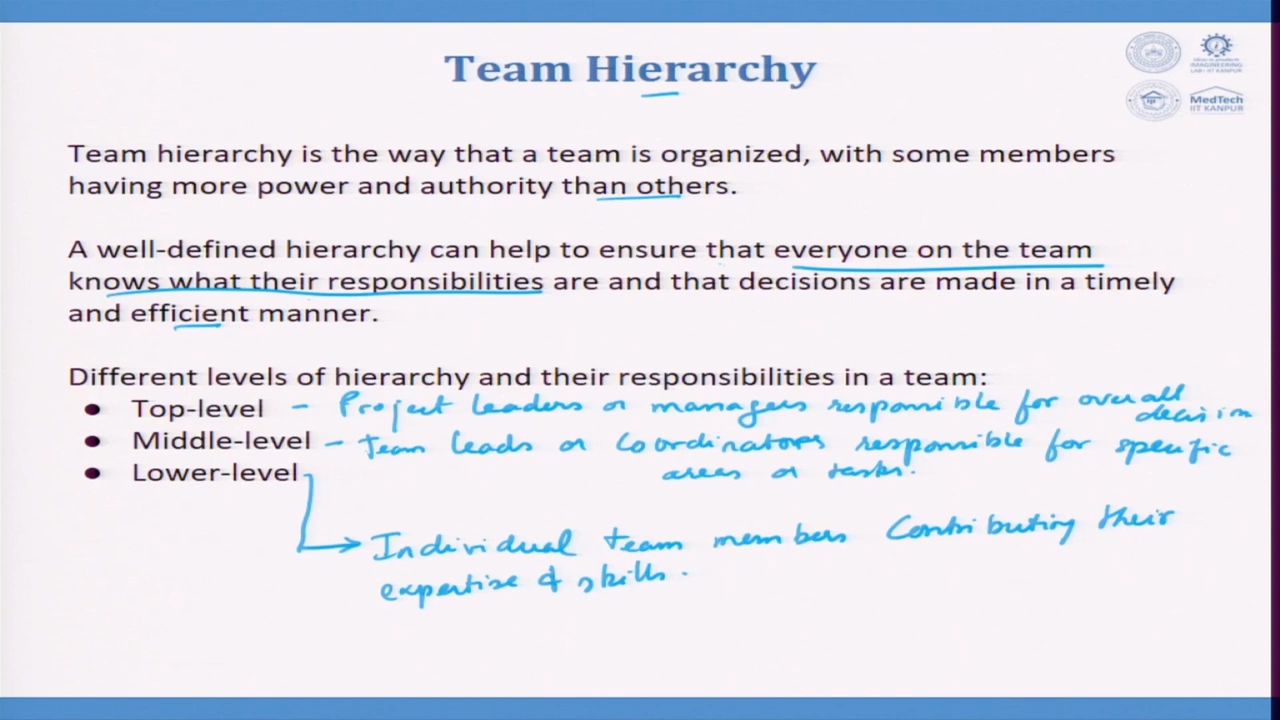 Team Hierarchy
IMAGINEERING
LAB - IIT KANPUR
MedTech
IIT KANPUR
Team hierarchy is the way that a team is organized, with some members
having more power and authority than others.
A well-defined hierarchy can help to ensure that everyone on the team
knows what their responsibilities are and that decisions are made in a timely
and efficient manner.
Different levels of hierarchy and their responsibilities in a team:
● Top-level - Project leaders or managers responsible for overall
decision
● Middle-level - Team leads or coordinators responsible for specific
areas or tasks.
● Lower-level
Individual team members Contributing their
expertise & skills.